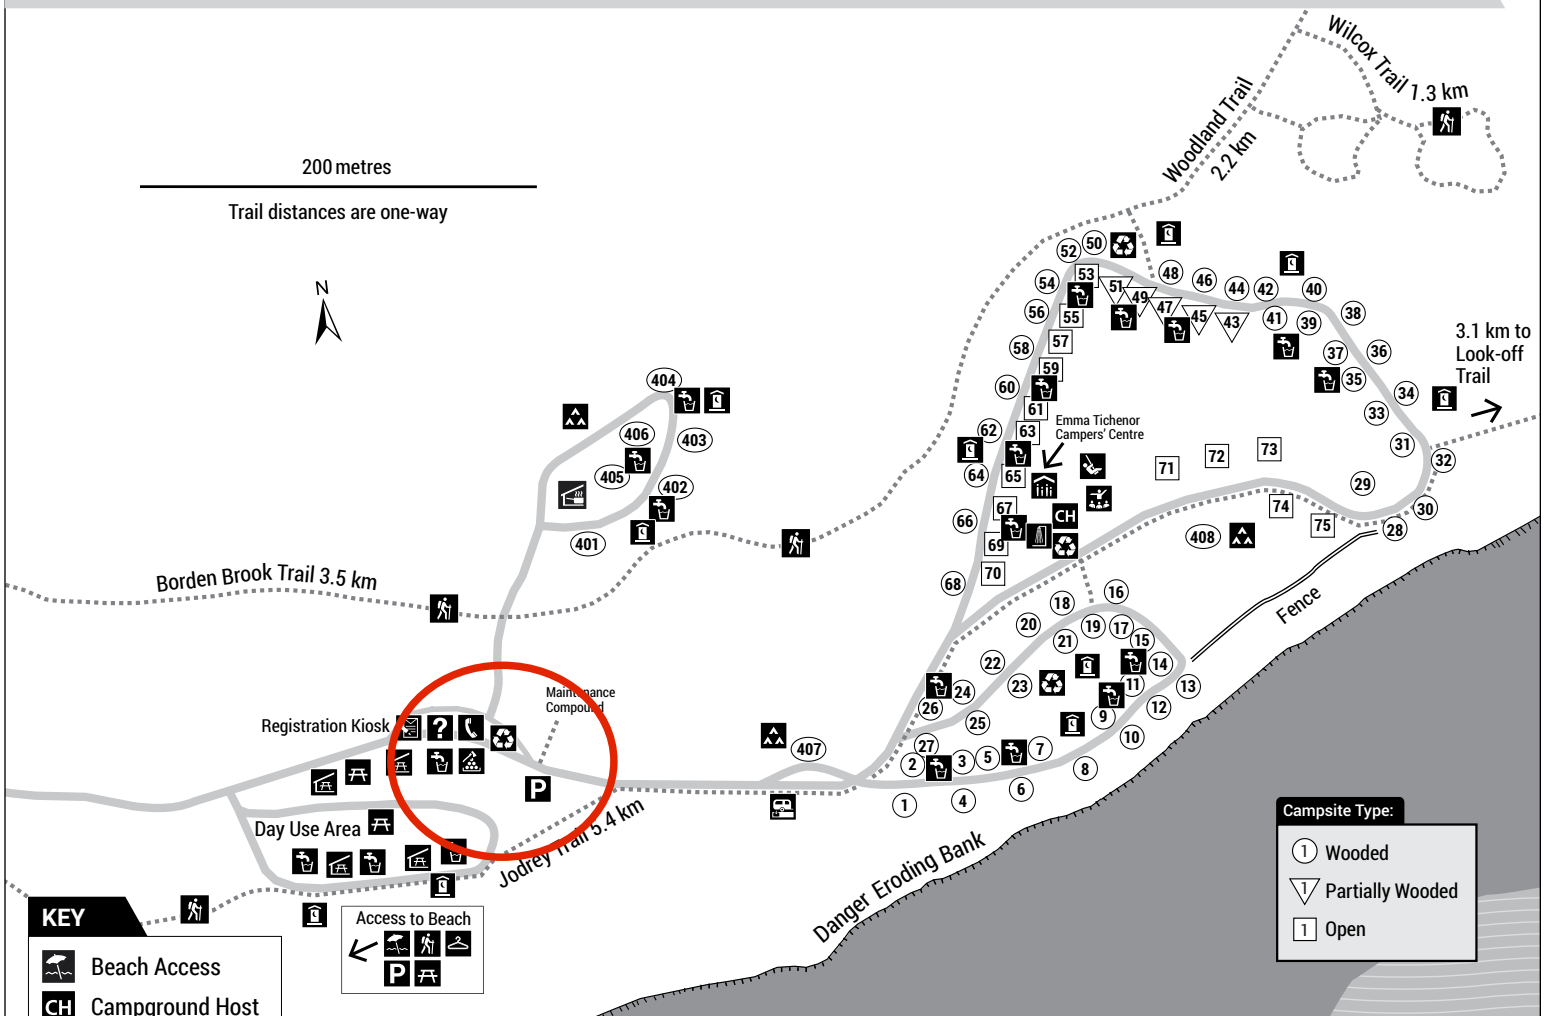 Wilcox Trail 1.3 km
Woodland Trail
2.2 km
200 metres
Trail distances are one-way
N
52
50
48
46
44
42
40
54
53
51
49
47
45
43
41
39
38
56
55
37
36
58
57
35
34
60
59
33
61
31
32
62
63
64
65
29
30
66
67
28
68
69
70
71
72
73
74
75
3.1 km to
Look-off
Trail
Emma Tichenor
Campers' Centre
CH
408
404
406
403
405
402
401
Borden Brook Trail 3.5 km
Fence
18
16
20
19
17
21
15
22
14
23
11
13
24
26
12
25
9
27
10
2
3
5
7
8
1
4
6
407
Maintenance
Compound
Registration Kiosk
?
P
Day Use Area
Jodrey Trail 5.4 km
Danger Eroding Bank
Access to Beach
P
KEY
Beach Access
CH Campground Host
Campsite Type:
1 Wooded
1 Partially Wooded
1 Open